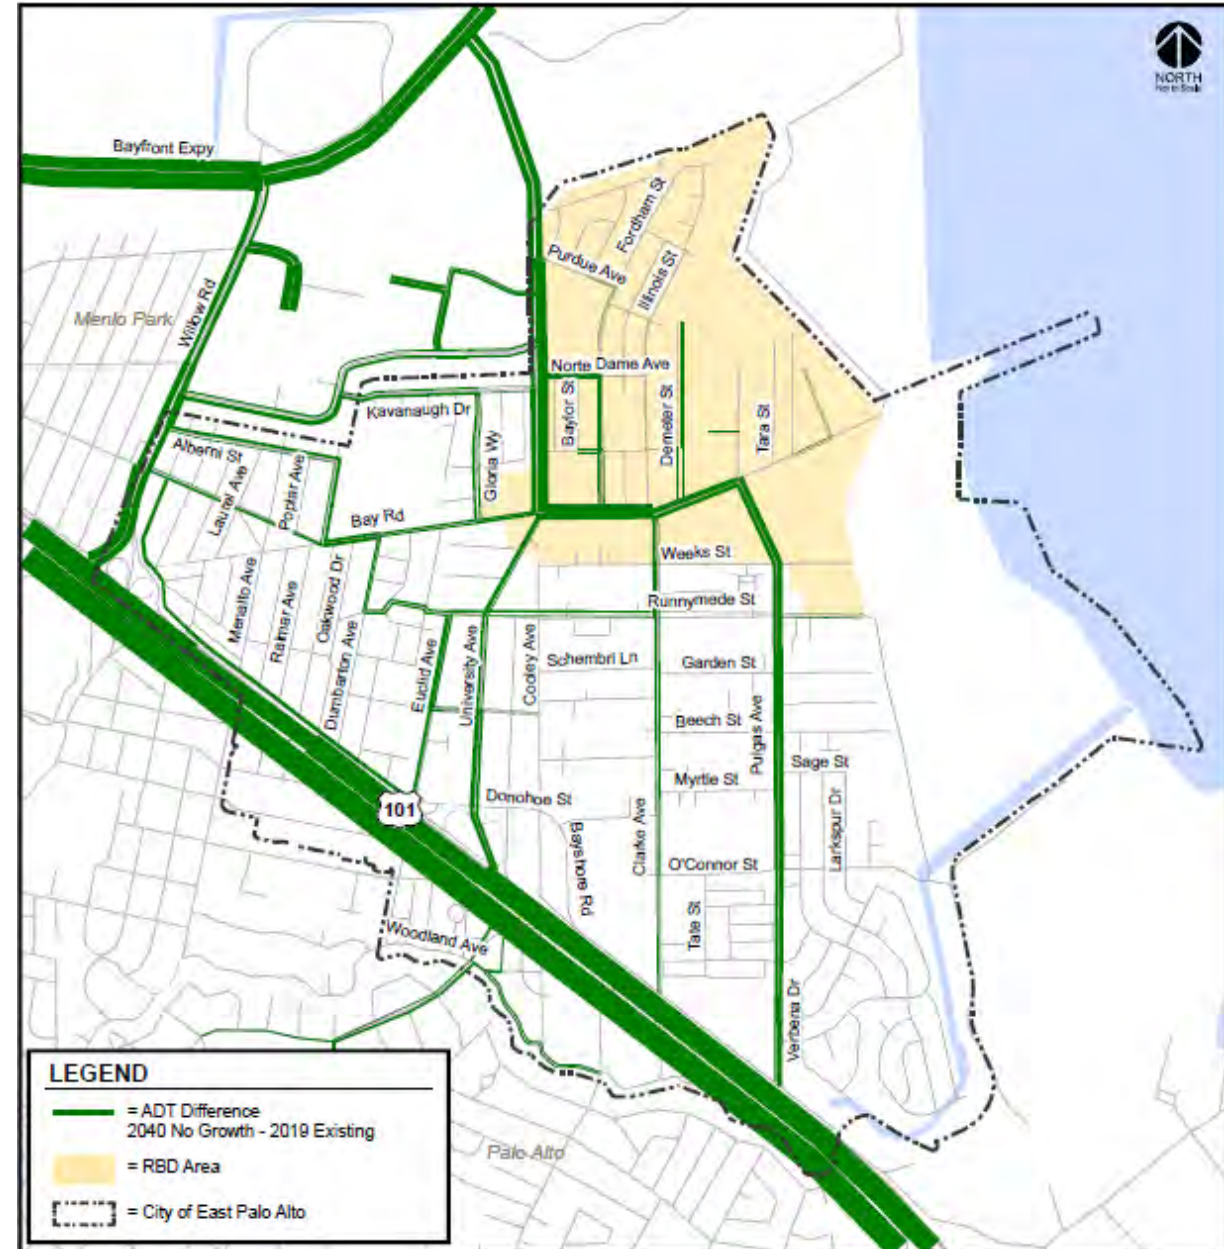 NORTH
Bayfront Expy
Fordham St
Purdue Ave
Illinois St
Menlo Park
Willow Rd
Norte Dame Ave
Kavanaugh Dr
Baylor St
Demeter St
Tara St
Alberni St
Gloria Wy
Laurel Ave
Poplar Ave
Bay Rd
Weeks St
Menalto Ave
Ralmar Ave
Oakwood Dr
Runnymede St
Dumbarton Ave
Euclid Ave
University Ave
Cooley Ave
Schembri Ln
Garden St
Beech St
Pulgas Ave
Sage St
Myrtle St
101
Donohoe St
Larkspur Dr
Bayshore Rd
Clarke Ave
O'Connor St
Tate St
Woodland Ave
Verbena Dr
LEGEND
= ADT Difference
2040 No Growth - 2019 Existing
= RBD Area
= City of East Palo Alto
Palo Alto